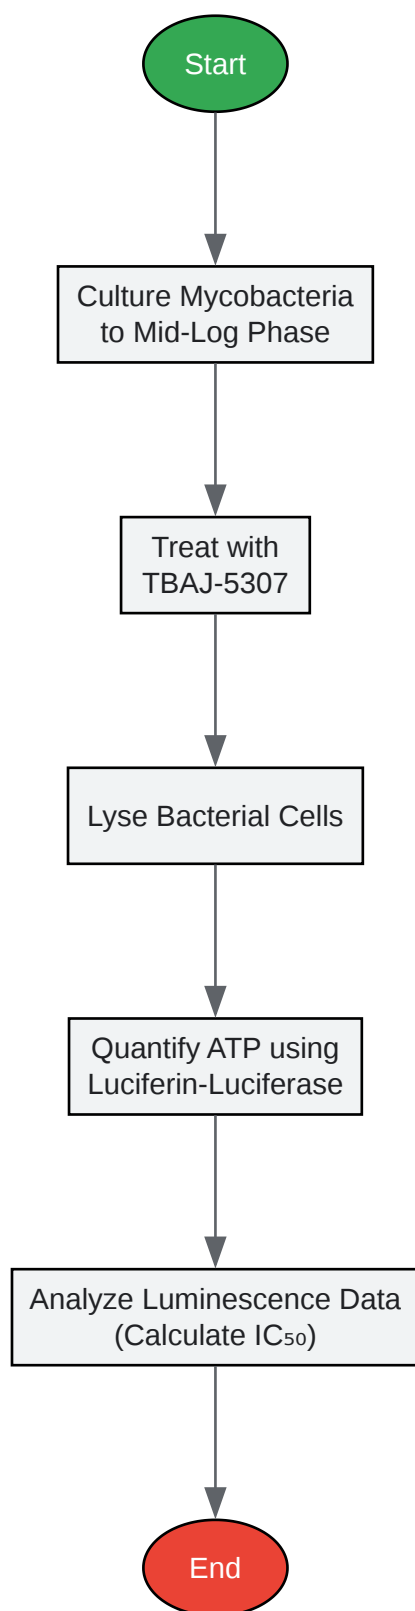 Start
Culture Mycobacteria
to Mid-Log Phase
Treat with
TBAJ-5307
Lyse Bacterial Cells
Quantify ATP using
Luciferin-Luciferase
Analyze Luminescence Data
(Calculate IC₅₀)
End